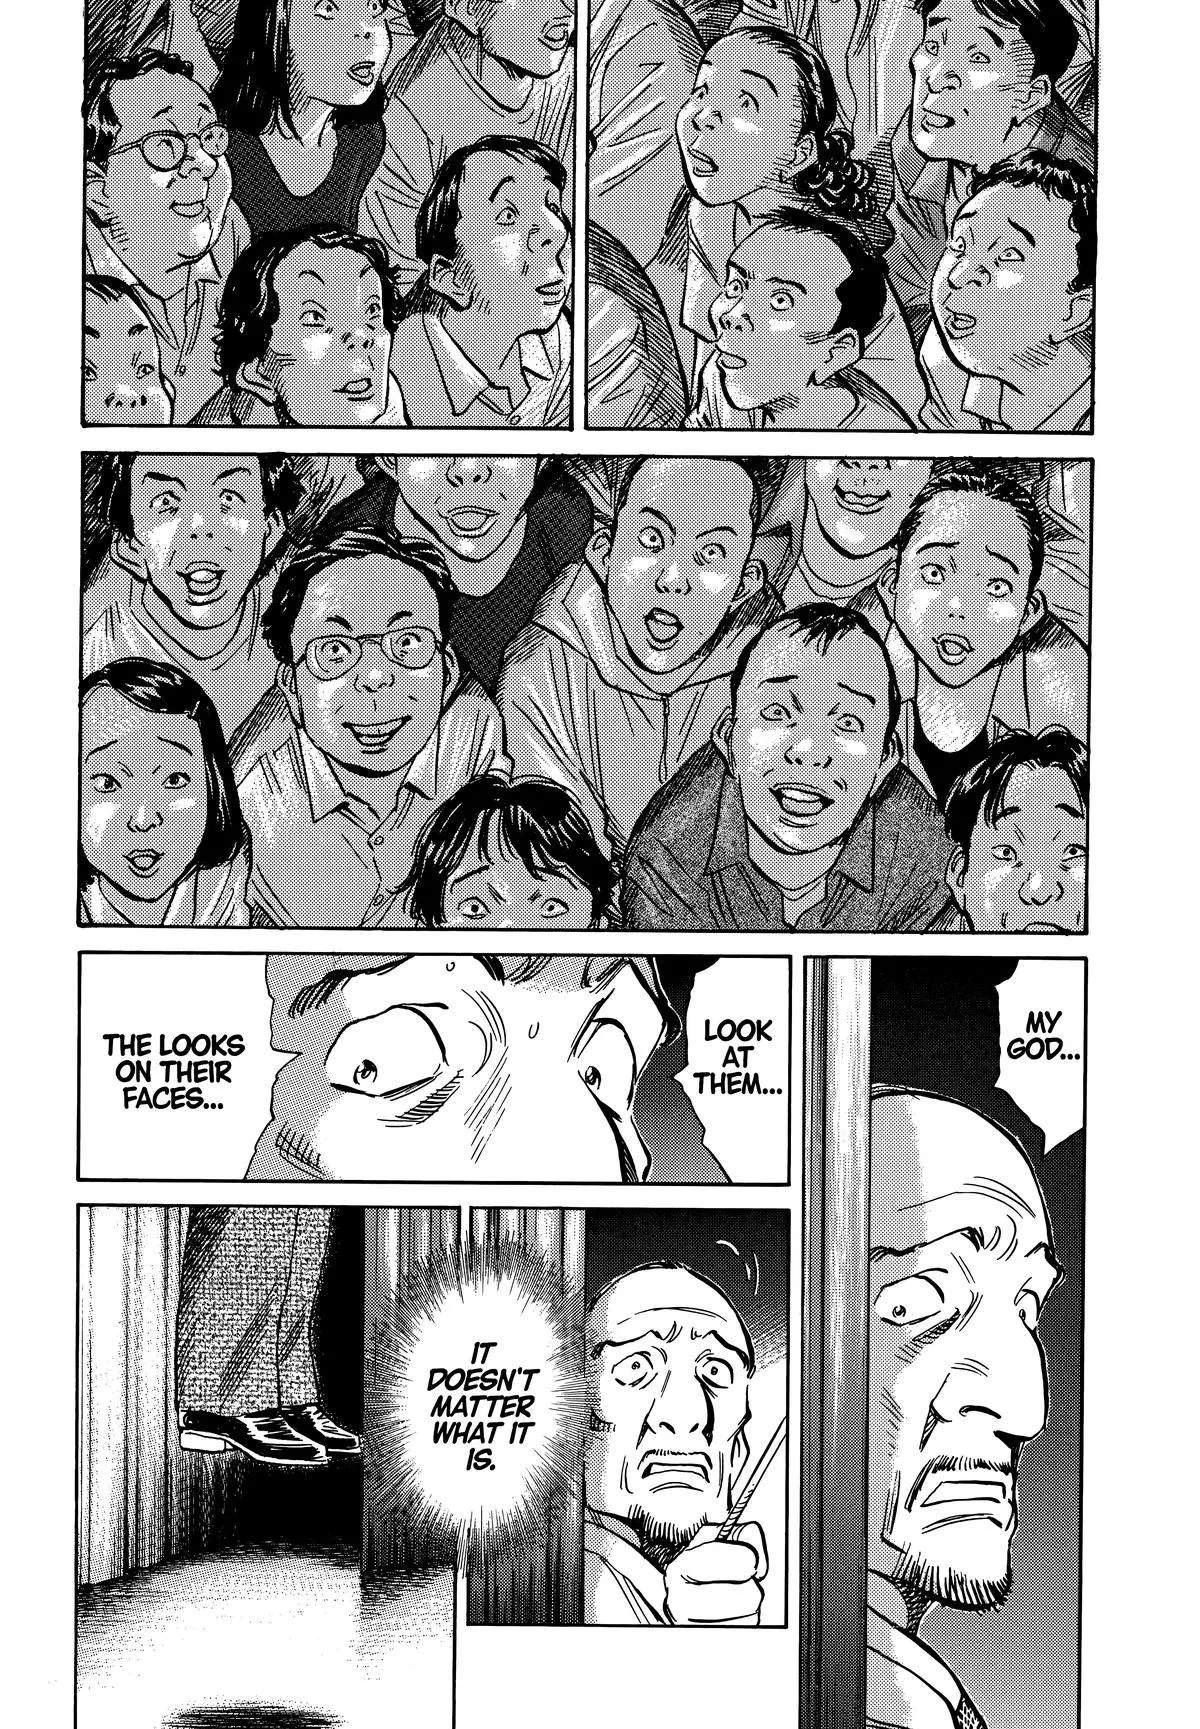 MY
GOD...
LOOK
AT
THEM...
THE LOOKS
ON THEIR
FACES...
IT
DOESN'T
MATTER
WHAT IT
IS.